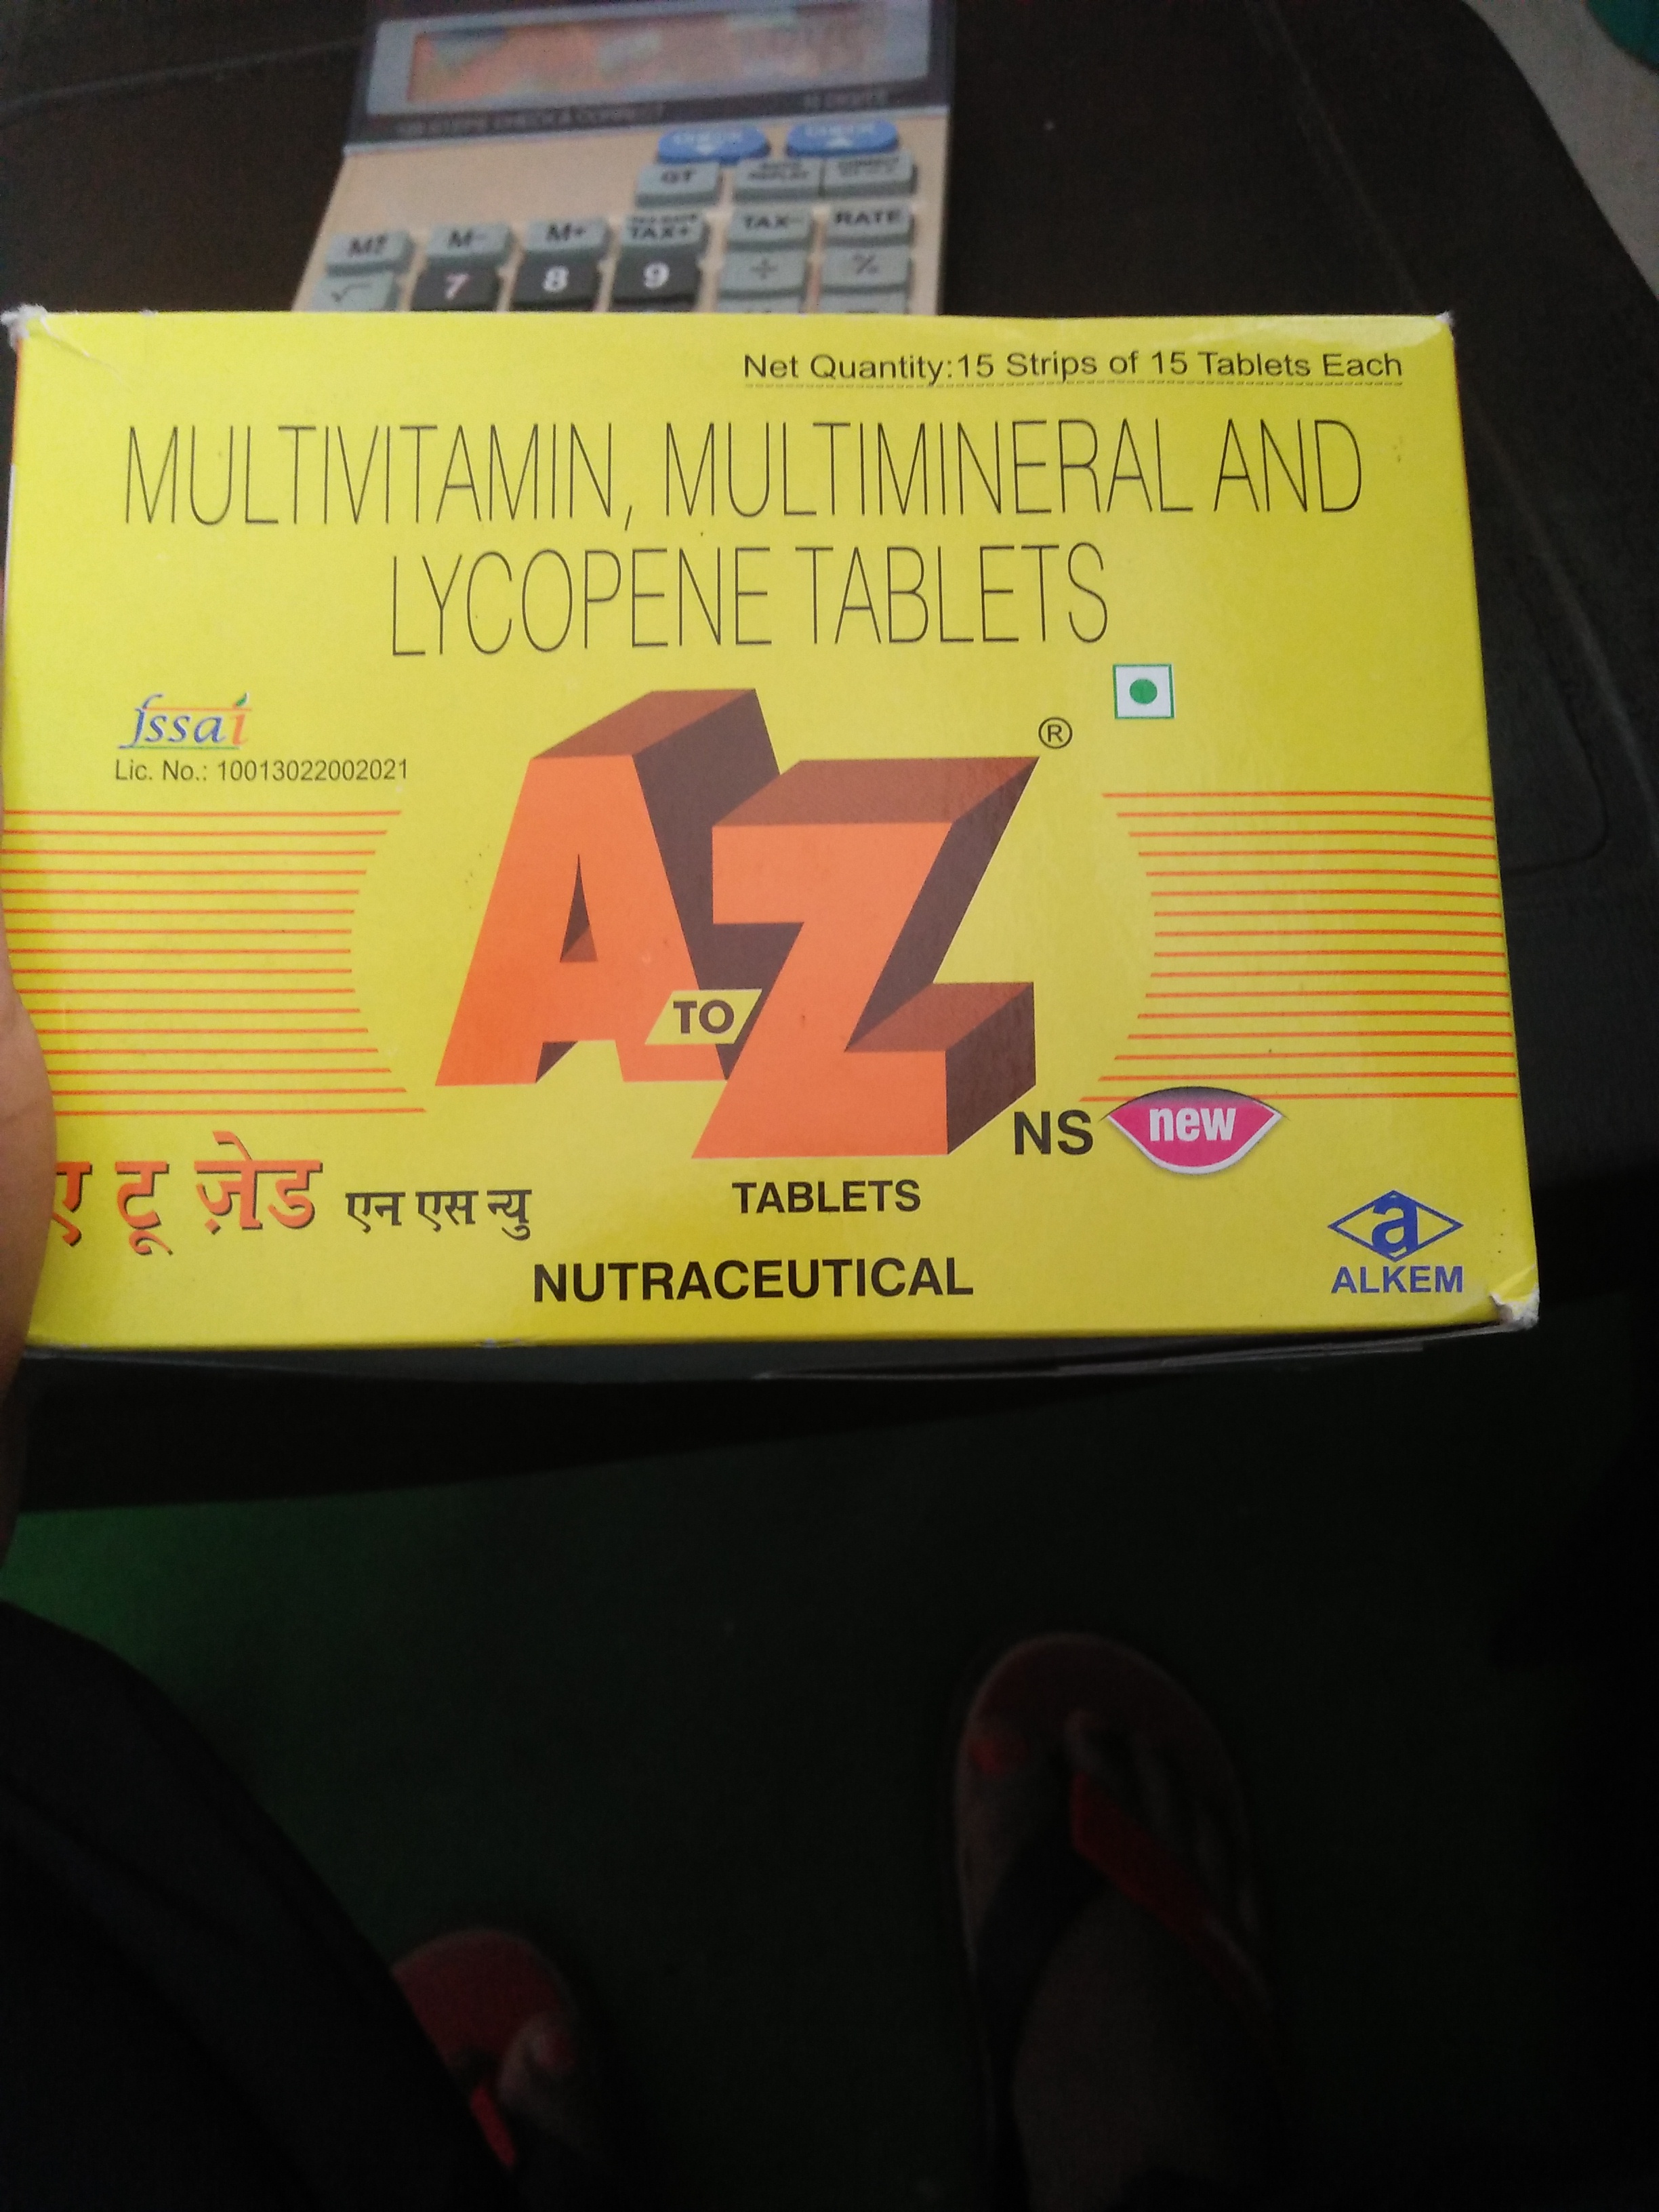 GT
M- M+ TAX+ TAX- RATE
√ 7 8 9 ÷ %
Net Quantity:15 Strips of 15 Tablets Each
MULTIVITAMIN, MULTIMINERAL AND
LYCOPENE TABLETS
fssai
Lic. No.: 10013022002021
A TO Z ®
NS new
ए टू ज़ेड एन एस न्यु
TABLETS
NUTRACEUTICAL
a
ALKEM